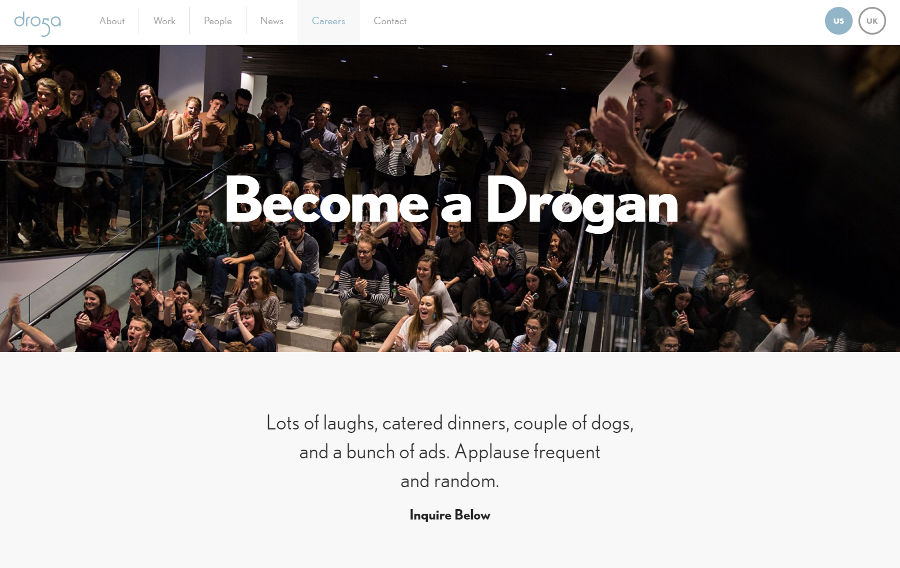 droga
About
Work
People
News
Careers
Contact
US
UK
Become a Drogan
Lots of laughs, catered dinners, couple of dogs,
and a bunch of ads. Applause frequent
and random.
Inquire Below